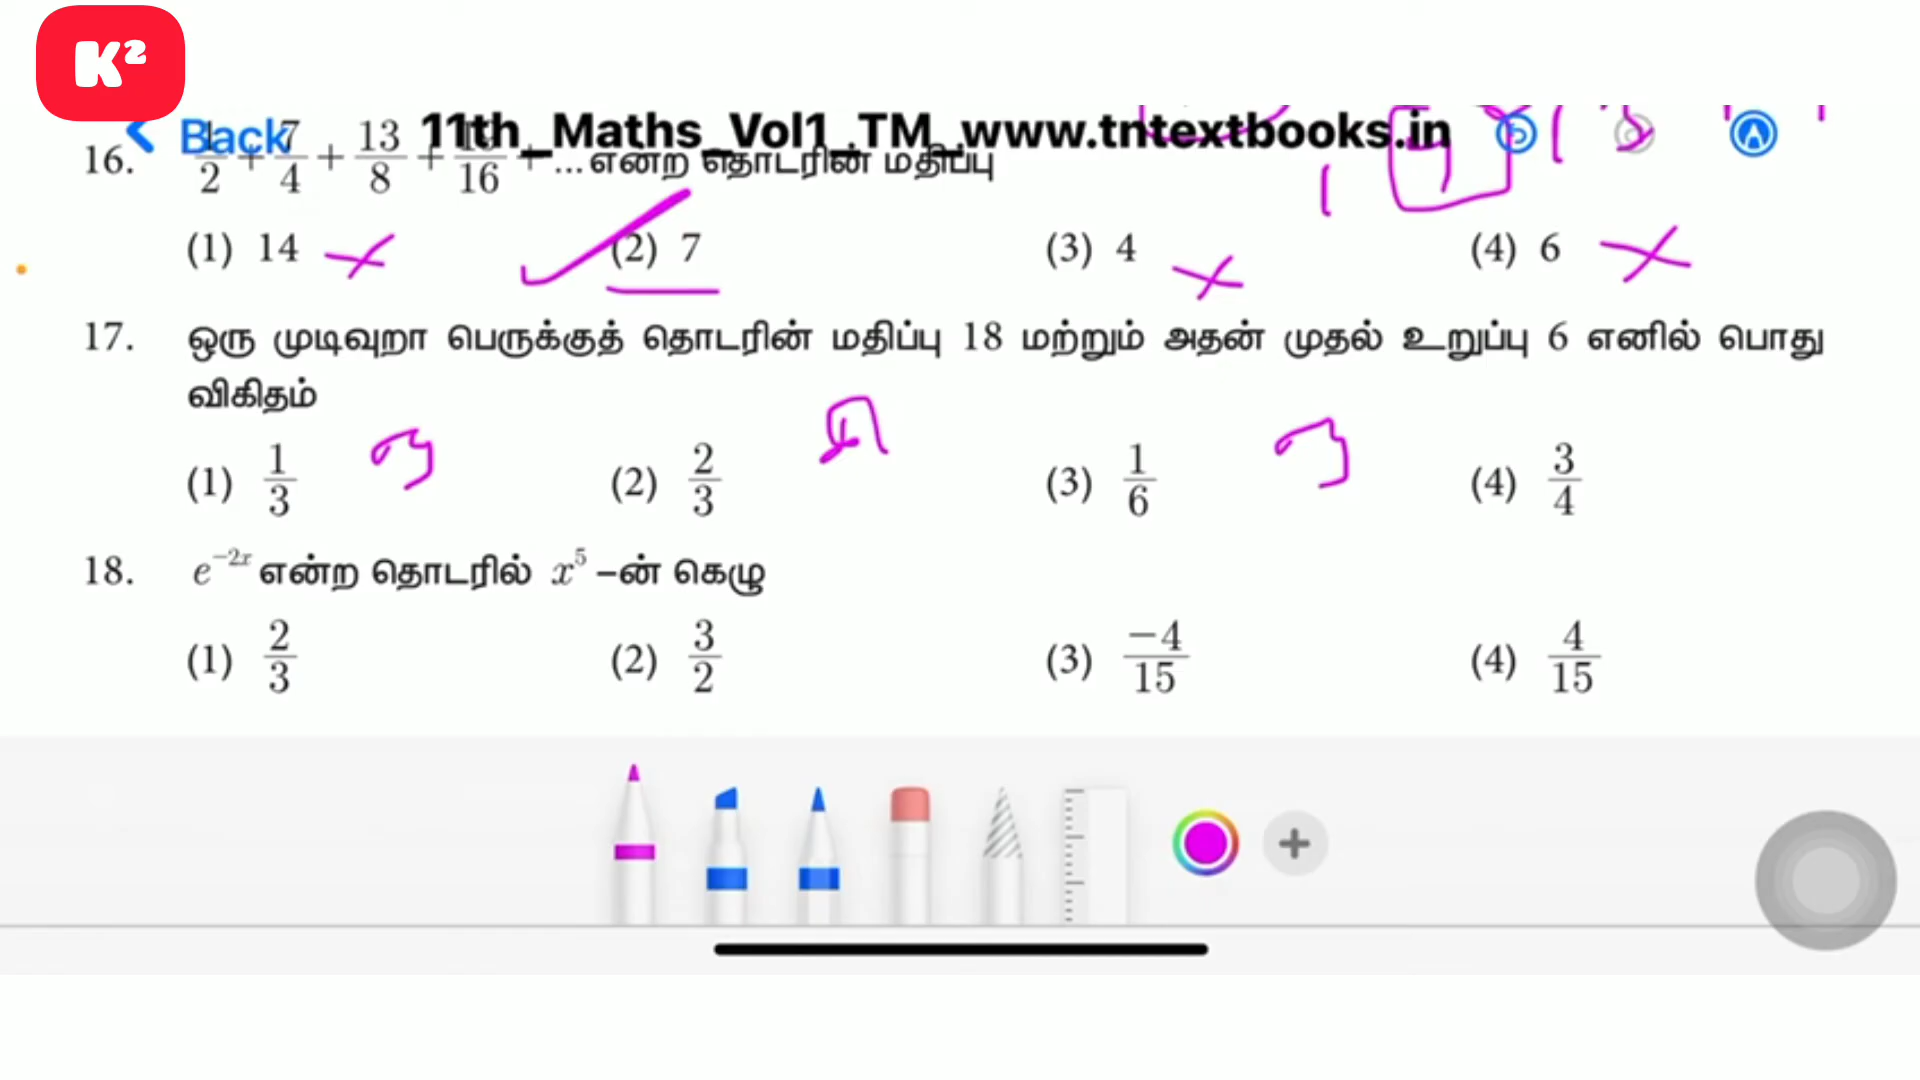 K²
Back 11th_Maths_Vol1_TM_www.tntextbooks.in
16. 1/2 + 7/4 + 13/8 + 19/16 + ... என்ற தொடரின் மதிப்பு
(1) 14 (2) 7 (3) 4 (4) 6
17. ஒரு முடிவுறா பெருக்குத் தொடரின் மதிப்பு 18 மற்றும் அதன் முதல் உறுப்பு 6 எனில் பொது
விகிதம்
(1) 1/3 (2) 2/3 (3) 1/6 (4) 3/4
18. e⁻²ˣ என்ற தொடரில் x⁵ –ன் கெழு
(1) 2/3 (2) 3/2 (3) −4/15 (4) 4/15